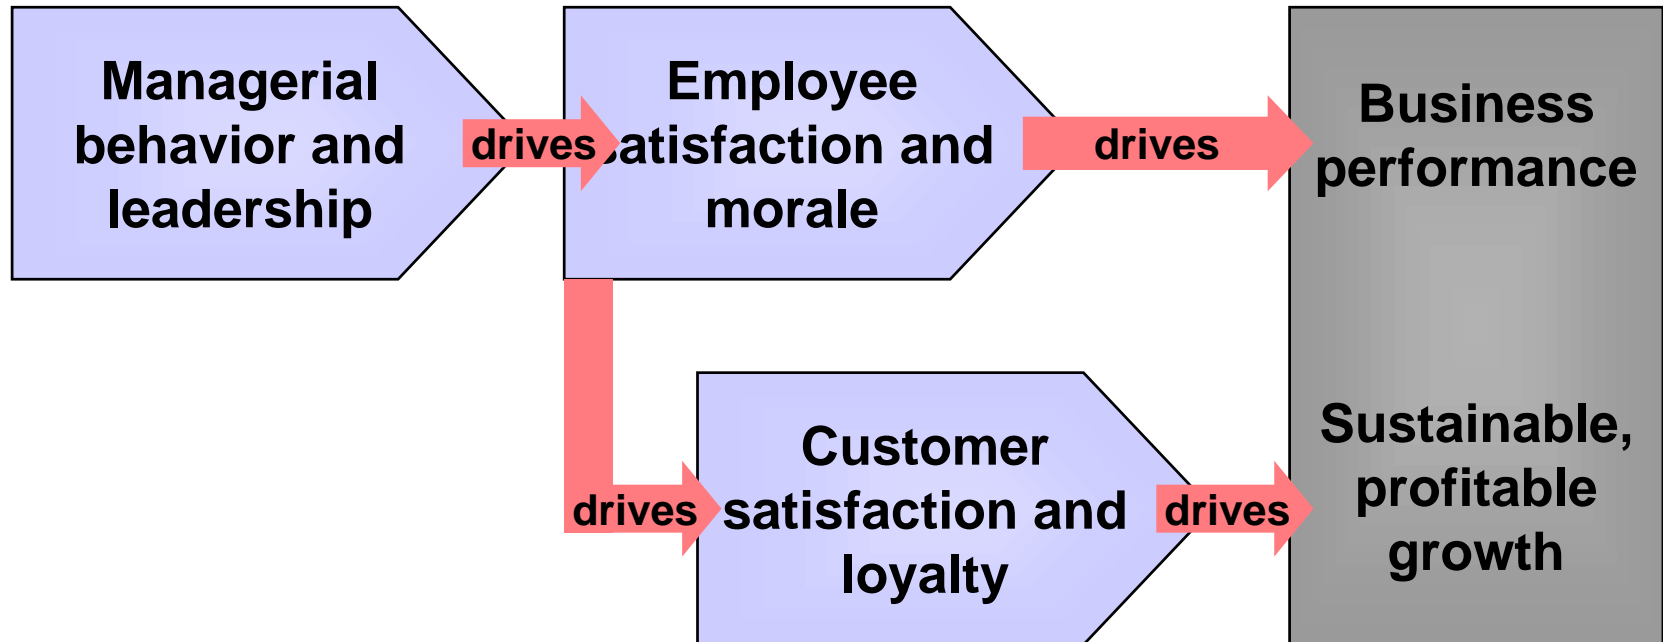 Managerial
behavior and
leadership
drives
Employee
satisfaction and
morale
drives
Business
performance
drives
Customer
satisfaction and
loyalty
drives
Sustainable,
profitable
growth